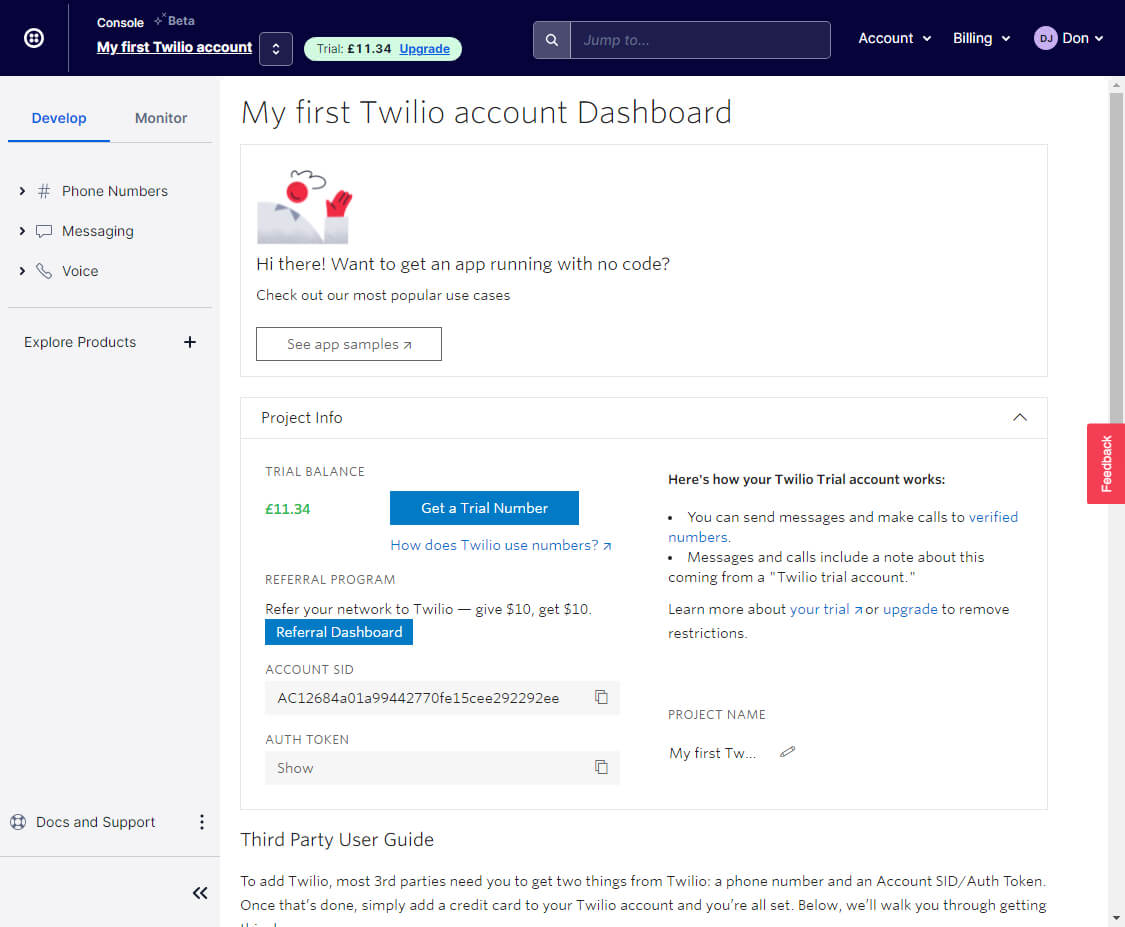 Console Beta
My first Twilio account
Trial: £11.34 Upgrade
Jump to...
Account
Billing
DJ Don
Develop Monitor
# Phone Numbers
Messaging
Voice
Explore Products +
Docs and Support
My first Twilio account Dashboard
Hi there! Want to get an app running with no code?
Check out our most popular use cases
See app samples
Project Info
TRIAL BALANCE
£11.34
Get a Trial Number
How does Twilio use numbers?
REFERRAL PROGRAM
Refer your network to Twilio — give $10, get $10.
Referral Dashboard
ACCOUNT SID
AC12684a01a99442770fe15cee292292ee
AUTH TOKEN
Show
Here's how your Twilio Trial account works:
• You can send messages and make calls to verified
numbers.
• Messages and calls include a note about this
coming from a "Twilio trial account."
Learn more about your trial or upgrade to remove
restrictions.
PROJECT NAME
My first Tw...
Feedback
Third Party User Guide
To add Twilio, most 3rd parties need you to get two things from Twilio: a phone number and an Account SID/Auth Token.
Once that’s done, simply add a credit card to your Twilio account and you’re all set. Below, we’ll walk you through getting